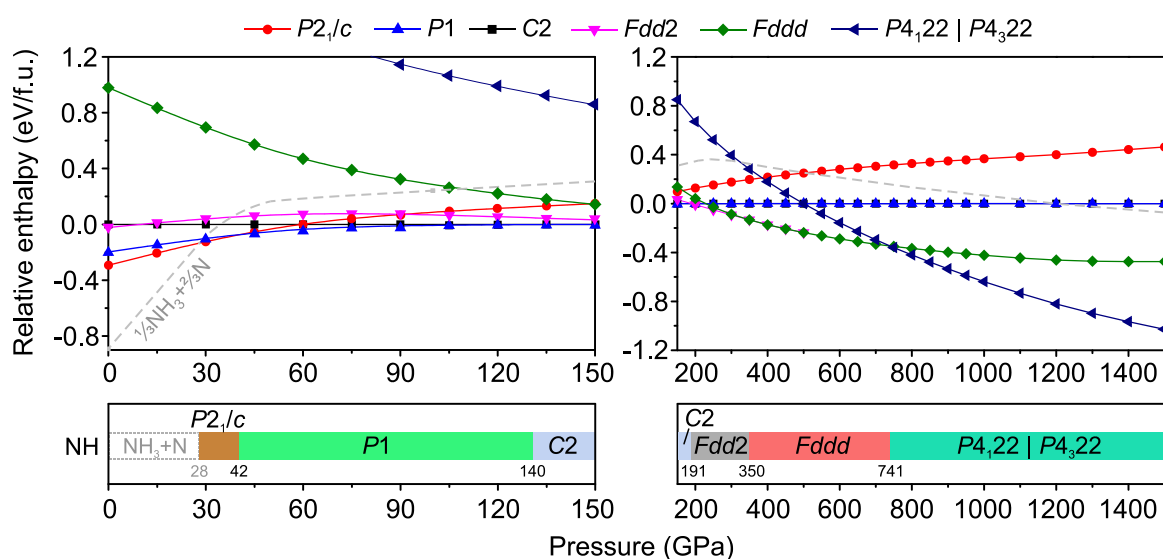 P2₁/c P1 C2 Fdd2 Fddd P4₁22 | P4₃22
Relative enthalpy (eV/f.u.)
1.2
0.8
0.4
0.0
-0.4
-0.8
⅓NH₃+⅔N
0 30 60 90 120 150
1.2
0.8
0.4
0.0
-0.4
-0.8
-1.2
200 400 600 800 1000 1200 1400
P2₁/c
NH
NH₃+N P1 C2
28 42 140
0 30 60 90 120 150
C2
Fdd2 Fddd P4₁22 | P4₃22
191 350 741
200 400 600 800 1000 1200 1400
Pressure (GPa)